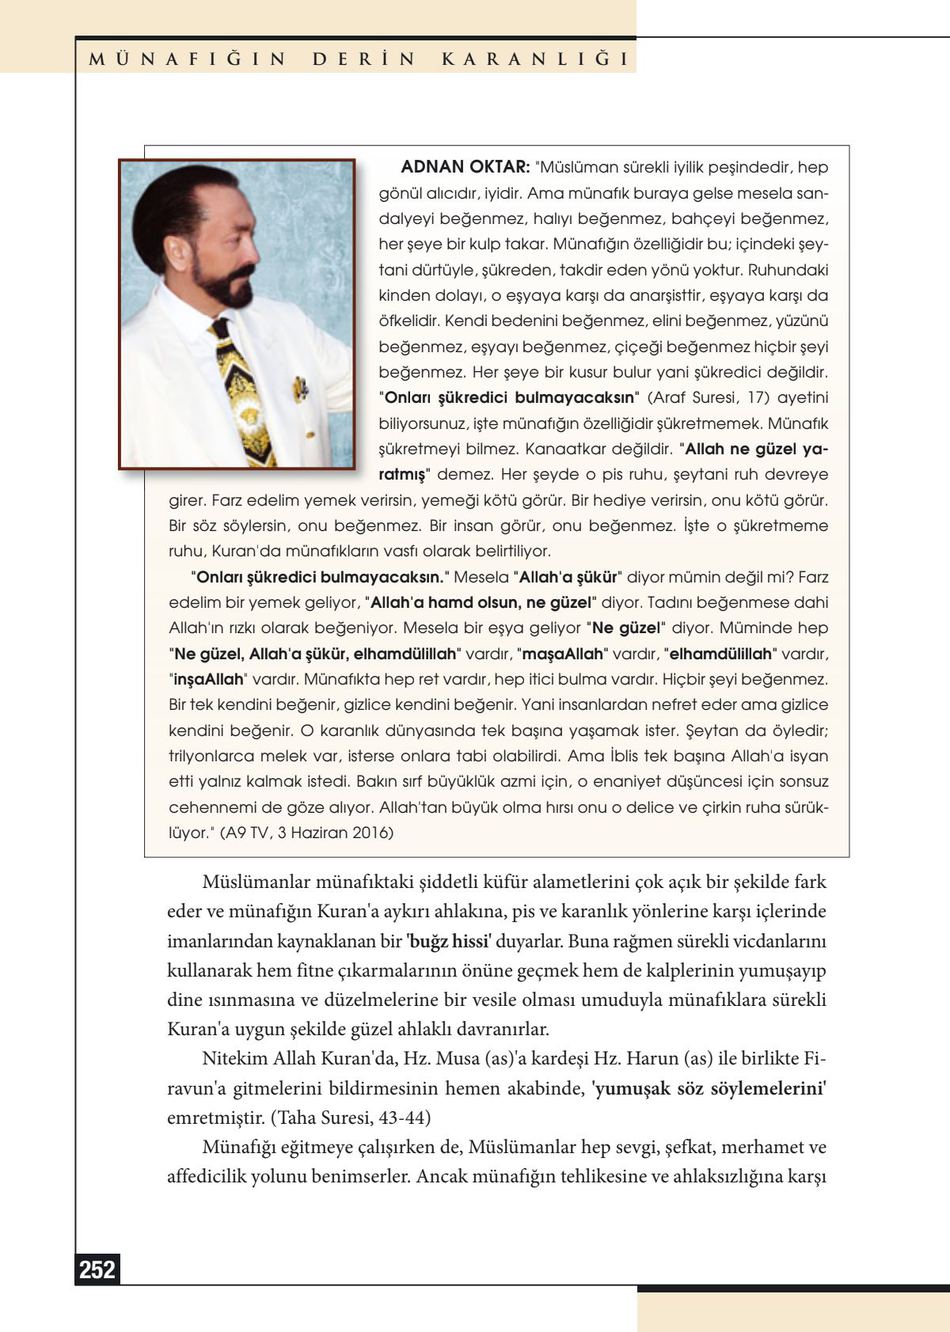 MÜNAFIĞIN DERİN KARANLIĞI
ADNAN OKTAR: "Müslüman sürekli iyilik peşindedir, hep
gönül alıcıdır, iyidir. Ama münafık buraya gelse mesela san-
dalyeyi beğenmez, halıyı beğenmez, bahçeyi beğenmez,
her şeye bir kulp takar. Münafığın özelliğidir bu; içindeki şey-
tani dürtüyle, şükreden, takdir eden yönü yoktur. Ruhundaki
kinden dolayı, o eşyaya karşı da anarşisttir, eşyaya karşı da
öfkelidir. Kendi bedenini beğenmez, elini beğenmez, yüzünü
beğenmez, eşyayı beğenmez, çiçeği beğenmez hiçbir şeyi
beğenmez. Her şeye bir kusur bulur yani şükredici değildir.
"Onları şükredici bulmayacaksın" (Araf Suresi, 17) ayetini
biliyorsunuz, işte münafığın özelliğidir şükretmemek. Münafık
şükretmeyi bilmez. Kanaatkar değildir. "Allah ne güzel ya-
ratmış" demez. Her şeyde o pis ruhu, şeytani ruh devreye
girer. Farz edelim yemek verirsin, yemeği kötü görür. Bir hediye verirsin, onu kötü görür.
Bir söz söylersin, onu beğenmez. Bir insan görür, onu beğenmez. İşte o şükretmeme
ruhu, Kuran'da münafıkların vasfı olarak belirtiliyor.
"Onları şükredici bulmayacaksın." Mesela "Allah'a şükür" diyor mümin değil mi? Farz
edelim bir yemek geliyor, "Allah'a hamd olsun, ne güzel" diyor. Tadını beğenmese dahi
Allah'ın rızkı olarak beğeniyor. Mesela bir eşya geliyor "Ne güzel" diyor. Müminde hep
"Ne güzel, Allah'a şükür, elhamdülillah" vardır, "maşaAllah" vardır, "elhamdülillah" vardır,
"inşaAllah" vardır. Münafıkta hep ret vardır, hep itici bulma vardır. Hiçbir şeyi beğenmez.
Bir tek kendini beğenir, gizlice kendini beğenir. Yani insanlardan nefret eder ama gizlice
kendini beğenir. O karanlık dünyasında tek başına yaşamak ister. Şeytan da öyledir;
trilyonlarca melek var, isterse onlara tabi olabilirdi. Ama İblis tek başına Allah'a isyan
etti yalnız kalmak istedi. Bakın sırf büyüklük azmi için, o enaniyet düşüncesi için sonsuz
cehennemi de göze alıyor. Allah'tan büyük olma hırsı onu o delice ve çirkin ruha sürük-
lüyor." (A9 TV, 3 Haziran 2016)
Müslümanlar münafıktaki şiddetli küfür alametlerini çok açık bir şekilde fark
eder ve münafığın Kuran'a aykırı ahlakına, pis ve karanlık yönlerine karşı içlerinde
imanlarından kaynaklanan bir 'buğz hissi' duyarlar. Buna rağmen sürekli vicdanlarını
kullanarak hem fitne çıkarmalarının önüne geçmek hem de kalplerinin yumuşayıp
dine ısınmasına ve düzelmelerine bir vesile olması umuduyla münafıklara sürekli
Kuran'a uygun şekilde güzel ahlaklı davranırlar.
Nitekim Allah Kuran'da, Hz. Musa (as)'a kardeşi Hz. Harun (as) ile birlikte Fi-
ravun'a gitmelerini bildirmesinin hemen akabinde, 'yumuşak söz söylemelerini'
emretmiştir. (Taha Suresi, 43-44)
Münafığı eğitmeye çalışırken de, Müslümanlar hep sevgi, şefkat, merhamet ve
affedicilik yolunu benimserler. Ancak münafığın tehlikesine ve ahlaksızlığına karşı
252